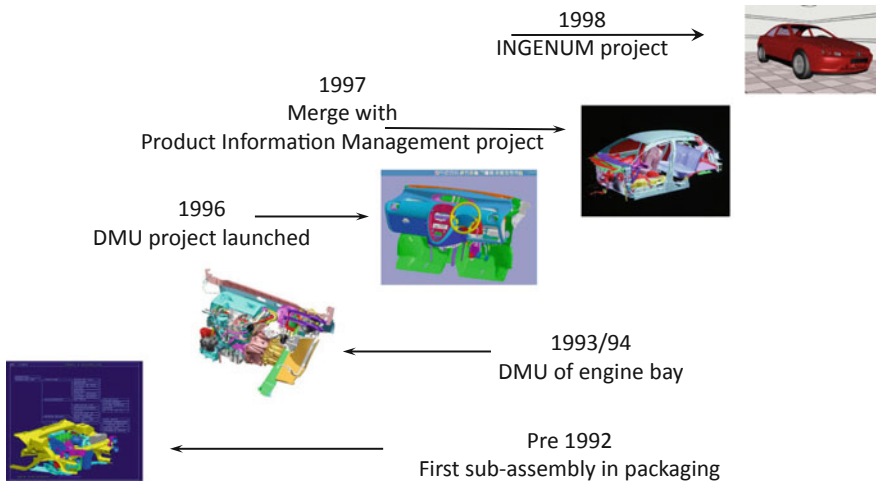 1998
INGENUM project
1997
Merge with
Product Information Management project
1996
DMU project launched
1993/94
DMU of engine bay
Pre 1992
First sub-assembly in packaging